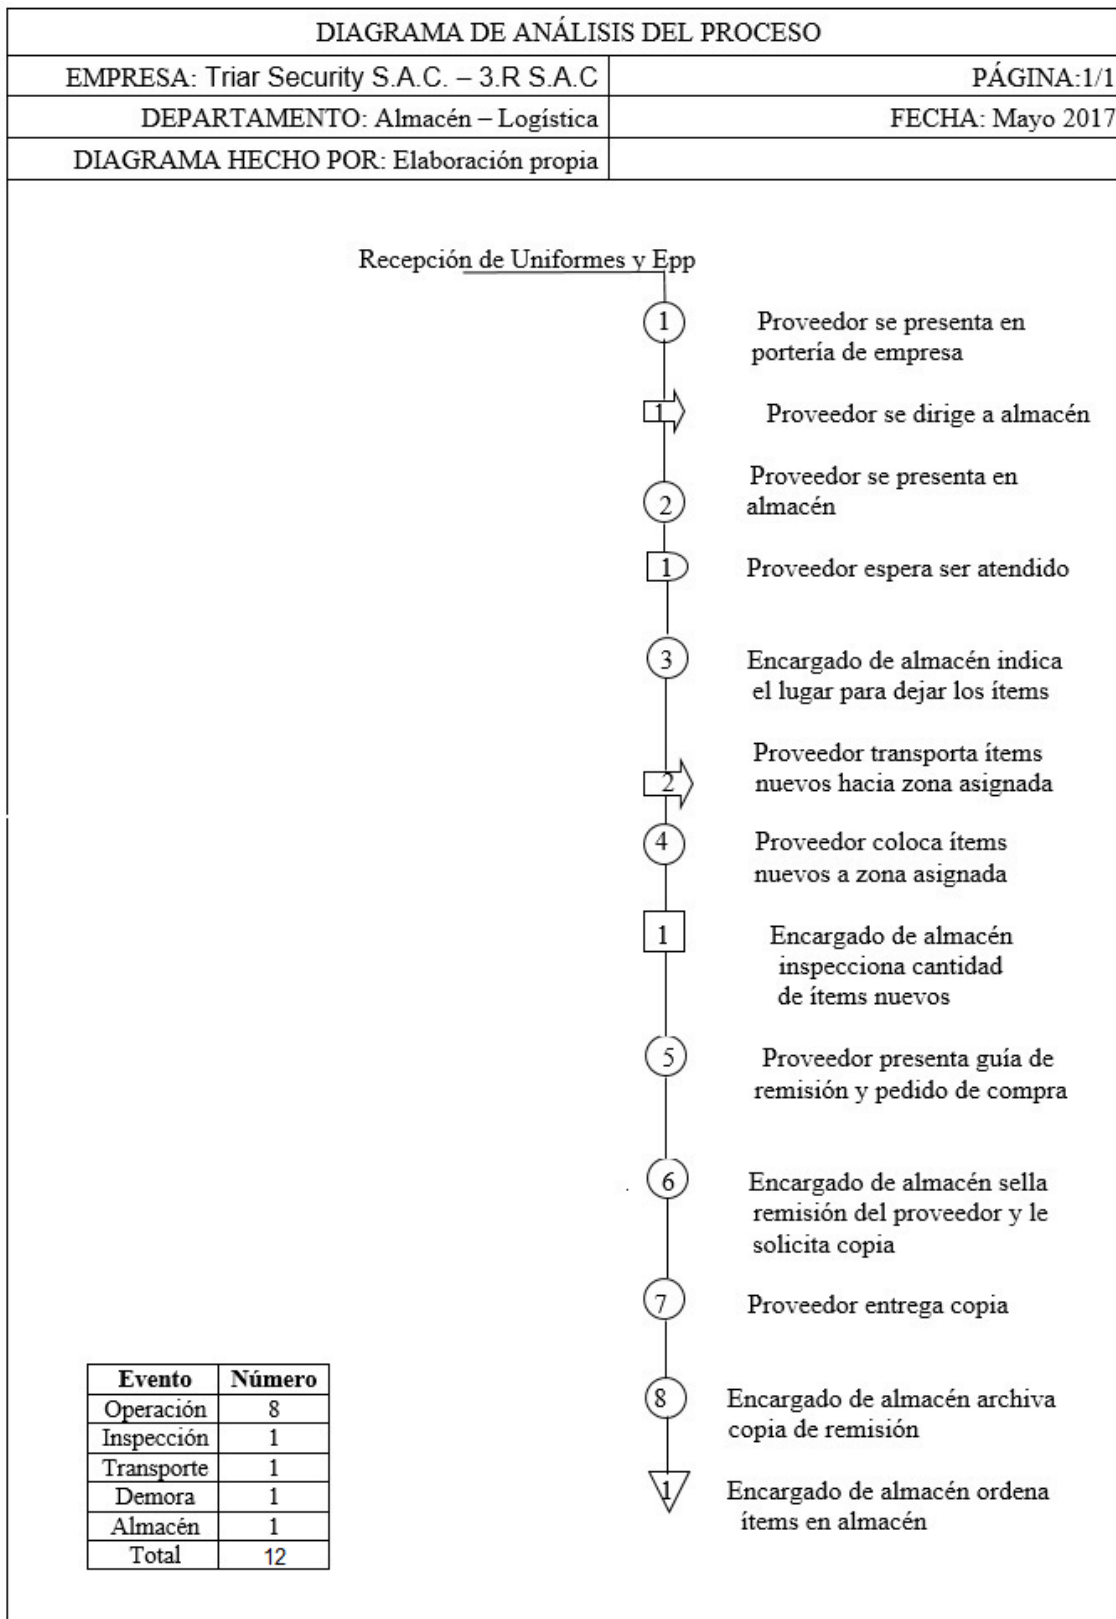 DIAGRAMA DE ANÁLISIS DEL PROCESO
EMPRESA: Triar Security S.A.C. – 3.R S.A.C
PÁGINA:1/1
DEPARTAMENTO: Almacén – Logística
FECHA: Mayo 2017
DIAGRAMA HECHO POR: Elaboración propia
Recepción de Uniformes y Epp
1
Proveedor se presenta en
portería de empresa
1
Proveedor se dirige a almacén
2
Proveedor se presenta en
almacén
1
Proveedor espera ser atendido
3
Encargado de almacén indica
el lugar para dejar los ítems
2
Proveedor transporta ítems
nuevos hacia zona asignada
4
Proveedor coloca ítems
nuevos a zona asignada
1
Encargado de almacén
inspecciona cantidad
de ítems nuevos
5
Proveedor presenta guía de
remisión y pedido de compra
6
Encargado de almacén sella
remisión del proveedor y le
solicita copia
7
Proveedor entrega copia
8
Encargado de almacén archiva
copia de remisión
1
Encargado de almacén ordena
ítems en almacén
Evento Número
Operación 8
Inspección 1
Transporte 1
Demora 1
Almacén 1
Total 12